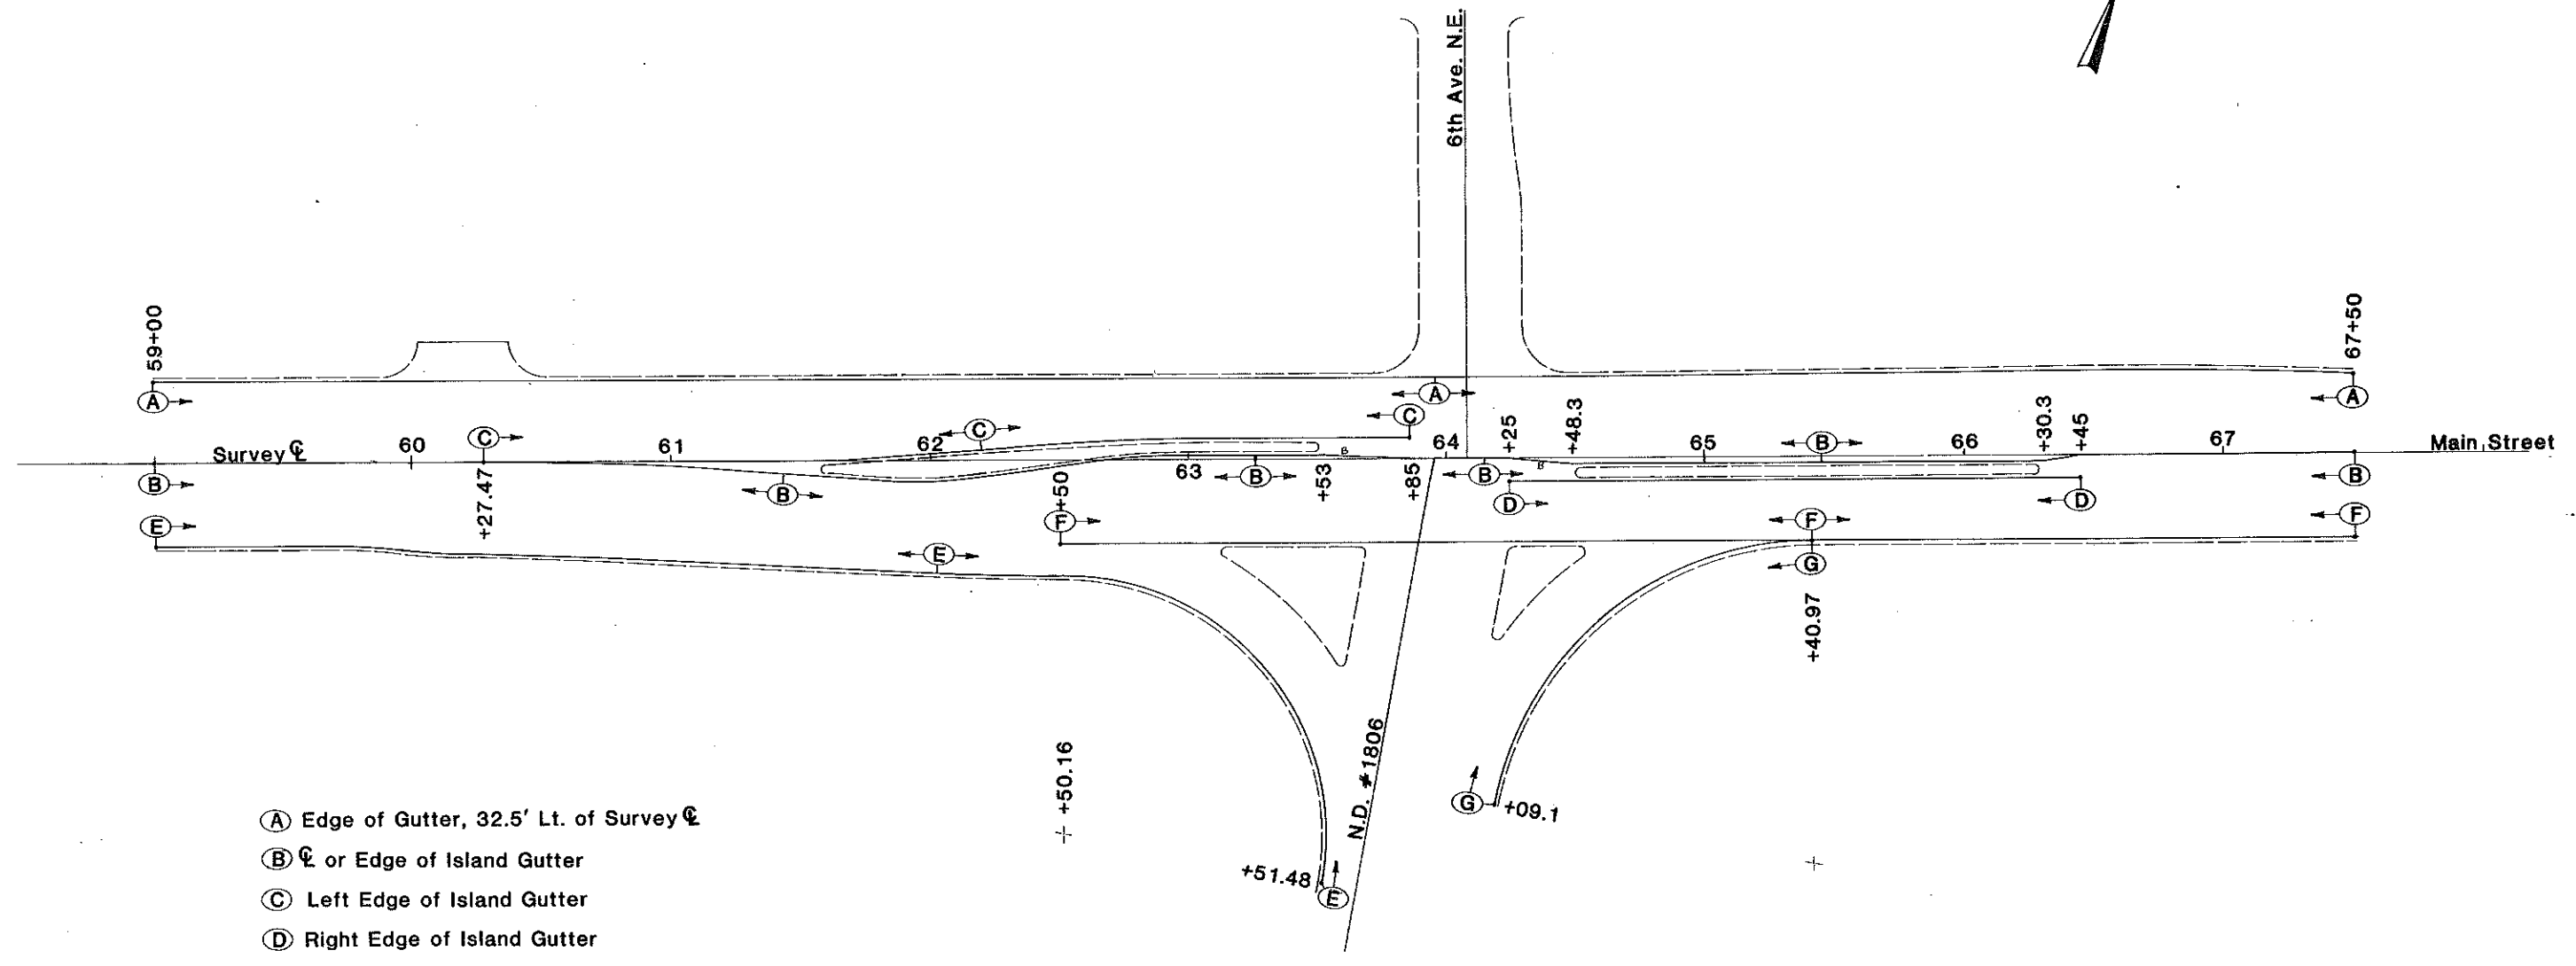 6th Ave. N.E.
59+00
67+50
A
A
A
C
C
C
+25
+48.3
+30.3
+45
Survey ℄
60
61
62
63
64
65
66
67
Main Street
B
B
B
B
B
B
B
B
+27.47
+50
+53
+85
D
D
E
E
F
F
F
G
+40.97
+50.16
N.D. #1806
G
+09.1
+51.48
E
A Edge of Gutter, 32.5' Lt. of Survey ℄
B ℄ or Edge of Island Gutter
C Left Edge of Island Gutter
D Right Edge of Island Gutter